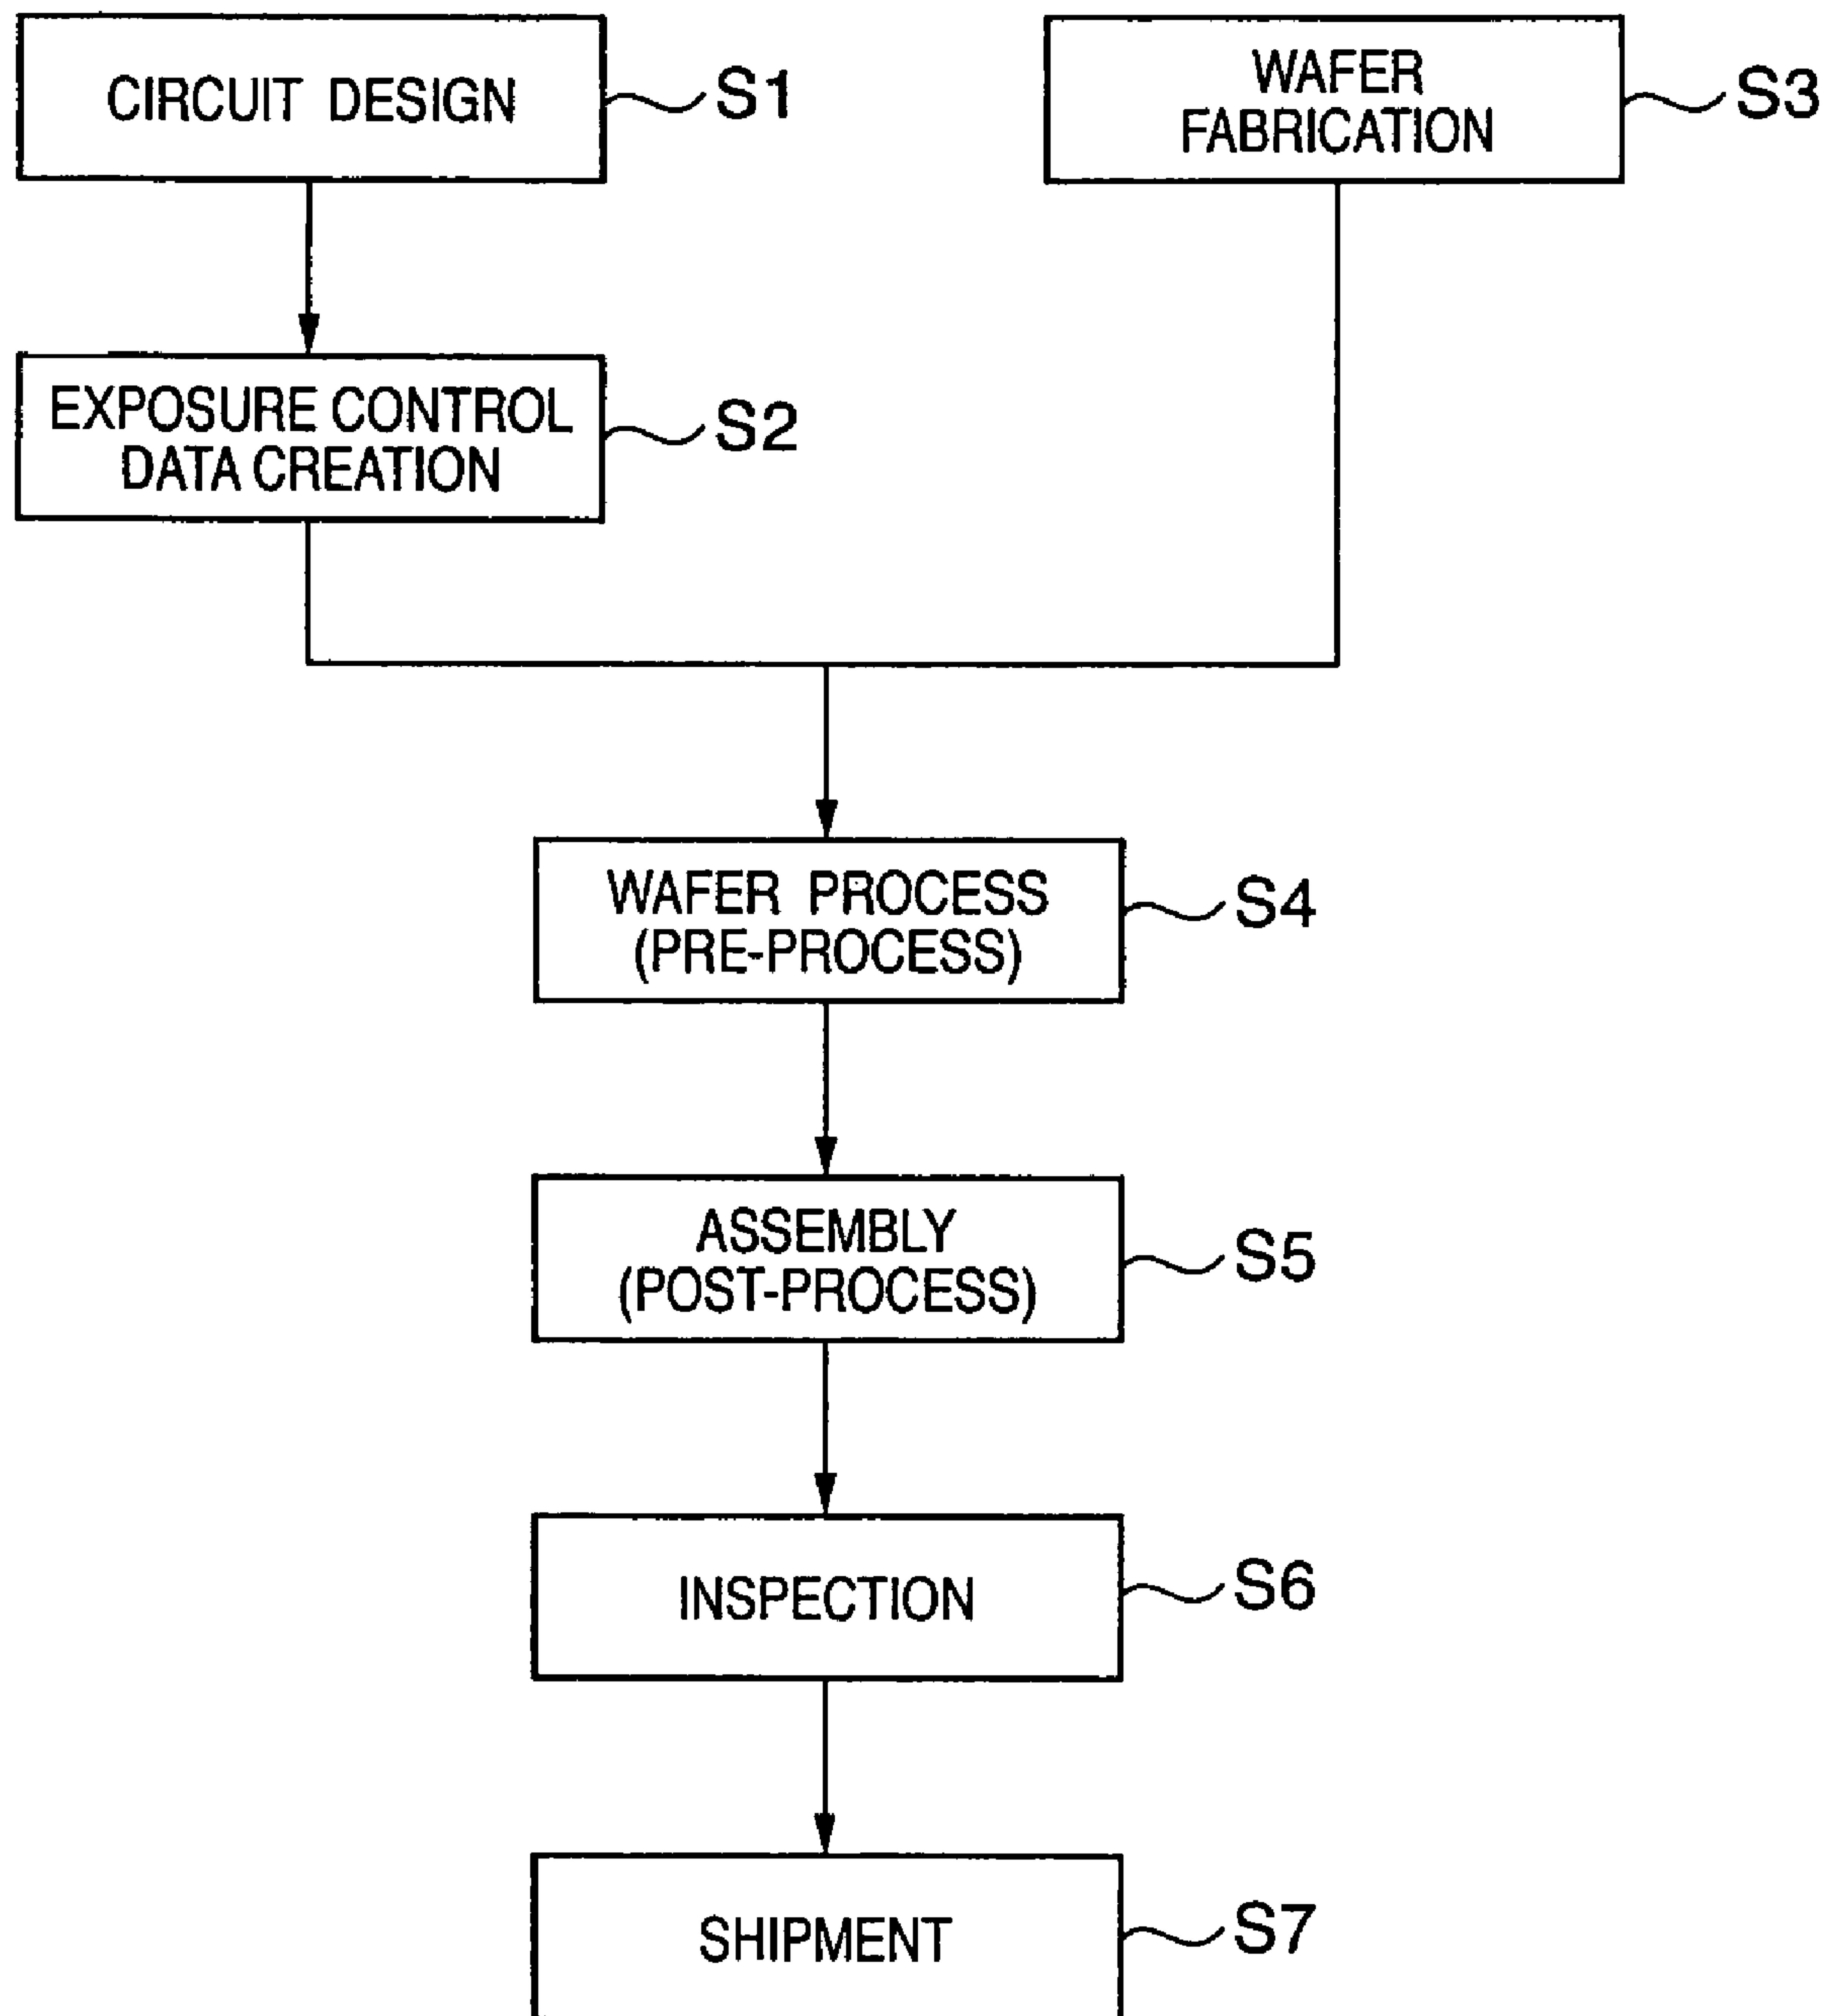 CIRCUIT DESIGN
S1
WAFER
FABRICATION
S3
EXPOSURE CONTROL
DATA CREATION
S2
WAFER PROCESS
(PRE-PROCESS)
S4
ASSEMBLY
(POST-PROCESS)
S5
INSPECTION
S6
SHIPMENT
S7